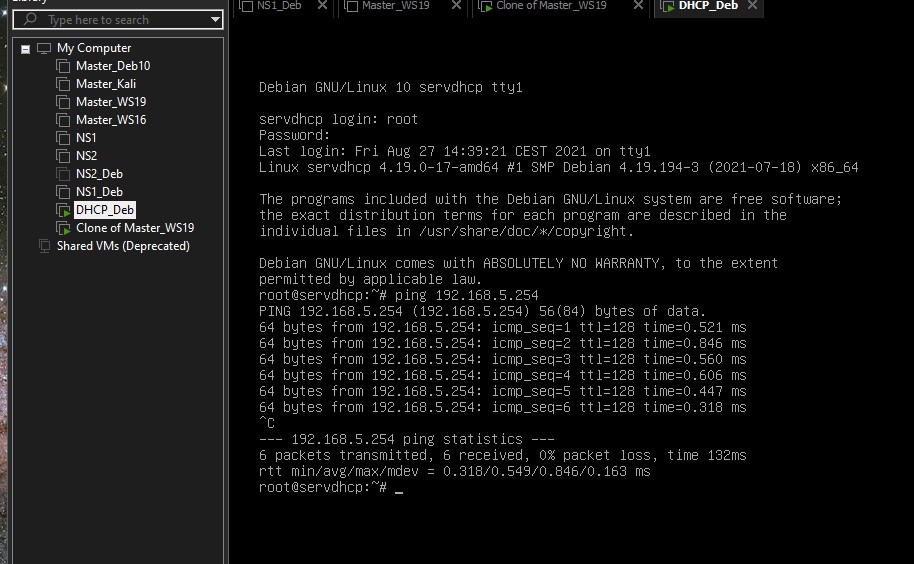 Library
NS1_Deb
Master_WS19
Clone of Master_WS19
DHCP_Deb
Type here to search
My Computer
Master_Deb10
Master_Kali
Master_WS19
Master_WS16
NS1
NS2
NS2_Deb
NS1_Deb
DHCP_Deb
Clone of Master_WS19
Shared VMs (Deprecated)
Debian GNU/Linux 10 servdhcp tty1
servdhcp login: root
Password:
Last login: Fri Aug 27 14:39:21 CEST 2021 on tty1
Linux servdhcp 4.19.0-17-amd64 #1 SMP Debian 4.19.194-3 (2021-07-18) x86_64
The programs included with the Debian GNU/Linux system are free software;
the exact distribution terms for each program are described in the
individual files in /usr/share/doc/*/copyright.
Debian GNU/Linux comes with ABSOLUTELY NO WARRANTY, to the extent
permitted by applicable law.
root@servdhcp:~# ping 192.168.5.254
PING 192.168.5.254 (192.168.5.254) 56(84) bytes of data.
64 bytes from 192.168.5.254: icmp_seq=1 ttl=128 time=0.521 ms
64 bytes from 192.168.5.254: icmp_seq=2 ttl=128 time=0.846 ms
64 bytes from 192.168.5.254: icmp_seq=3 ttl=128 time=0.560 ms
64 bytes from 192.168.5.254: icmp_seq=4 ttl=128 time=0.606 ms
64 bytes from 192.168.5.254: icmp_seq=5 ttl=128 time=0.447 ms
64 bytes from 192.168.5.254: icmp_seq=6 ttl=128 time=0.318 ms
^C
--- 192.168.5.254 ping statistics ---
6 packets transmitted, 6 received, 0% packet loss, time 132ms
rtt min/avg/max/mdev = 0.318/0.549/0.846/0.163 ms
root@servdhcp:~# _